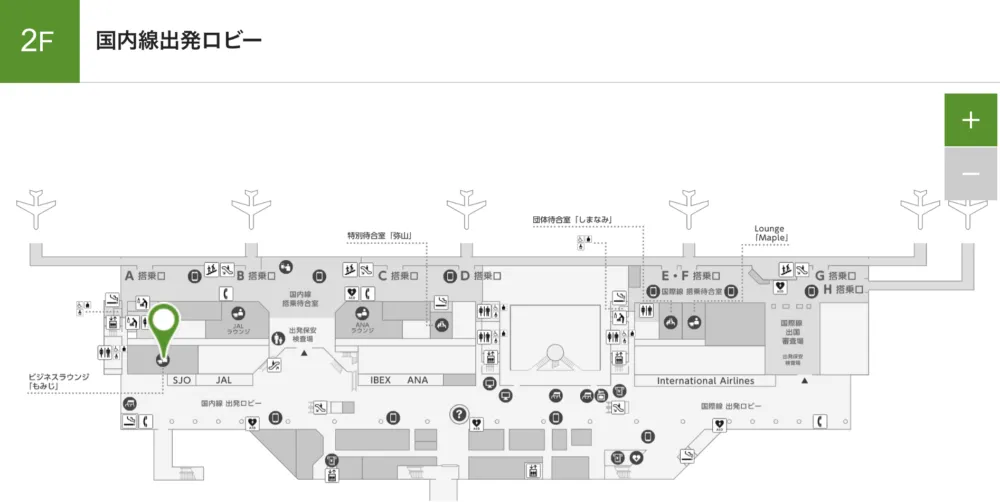 2F
国内線出発ロビー
+
−
団体待合室「しまなみ」
特別待合室「弥山」
Lounge
「Maple」
A 搭乗口
B 搭乗口
C 搭乗口
D 搭乗口
E・F 搭乗口
G 搭乗口
H 搭乗口
国内線
搭乗待合室
国際線 搭乗待合室
JAL
ラウンジ
ANA
ラウンジ
出発保安
検査場
国際線
出国
審査場
出発保安
検査場
ビジネスラウンジ
「もみじ」
SJO
JAL
IBEX
ANA
International Airlines
国内線 出発ロビー
国際線 出発ロビー
?